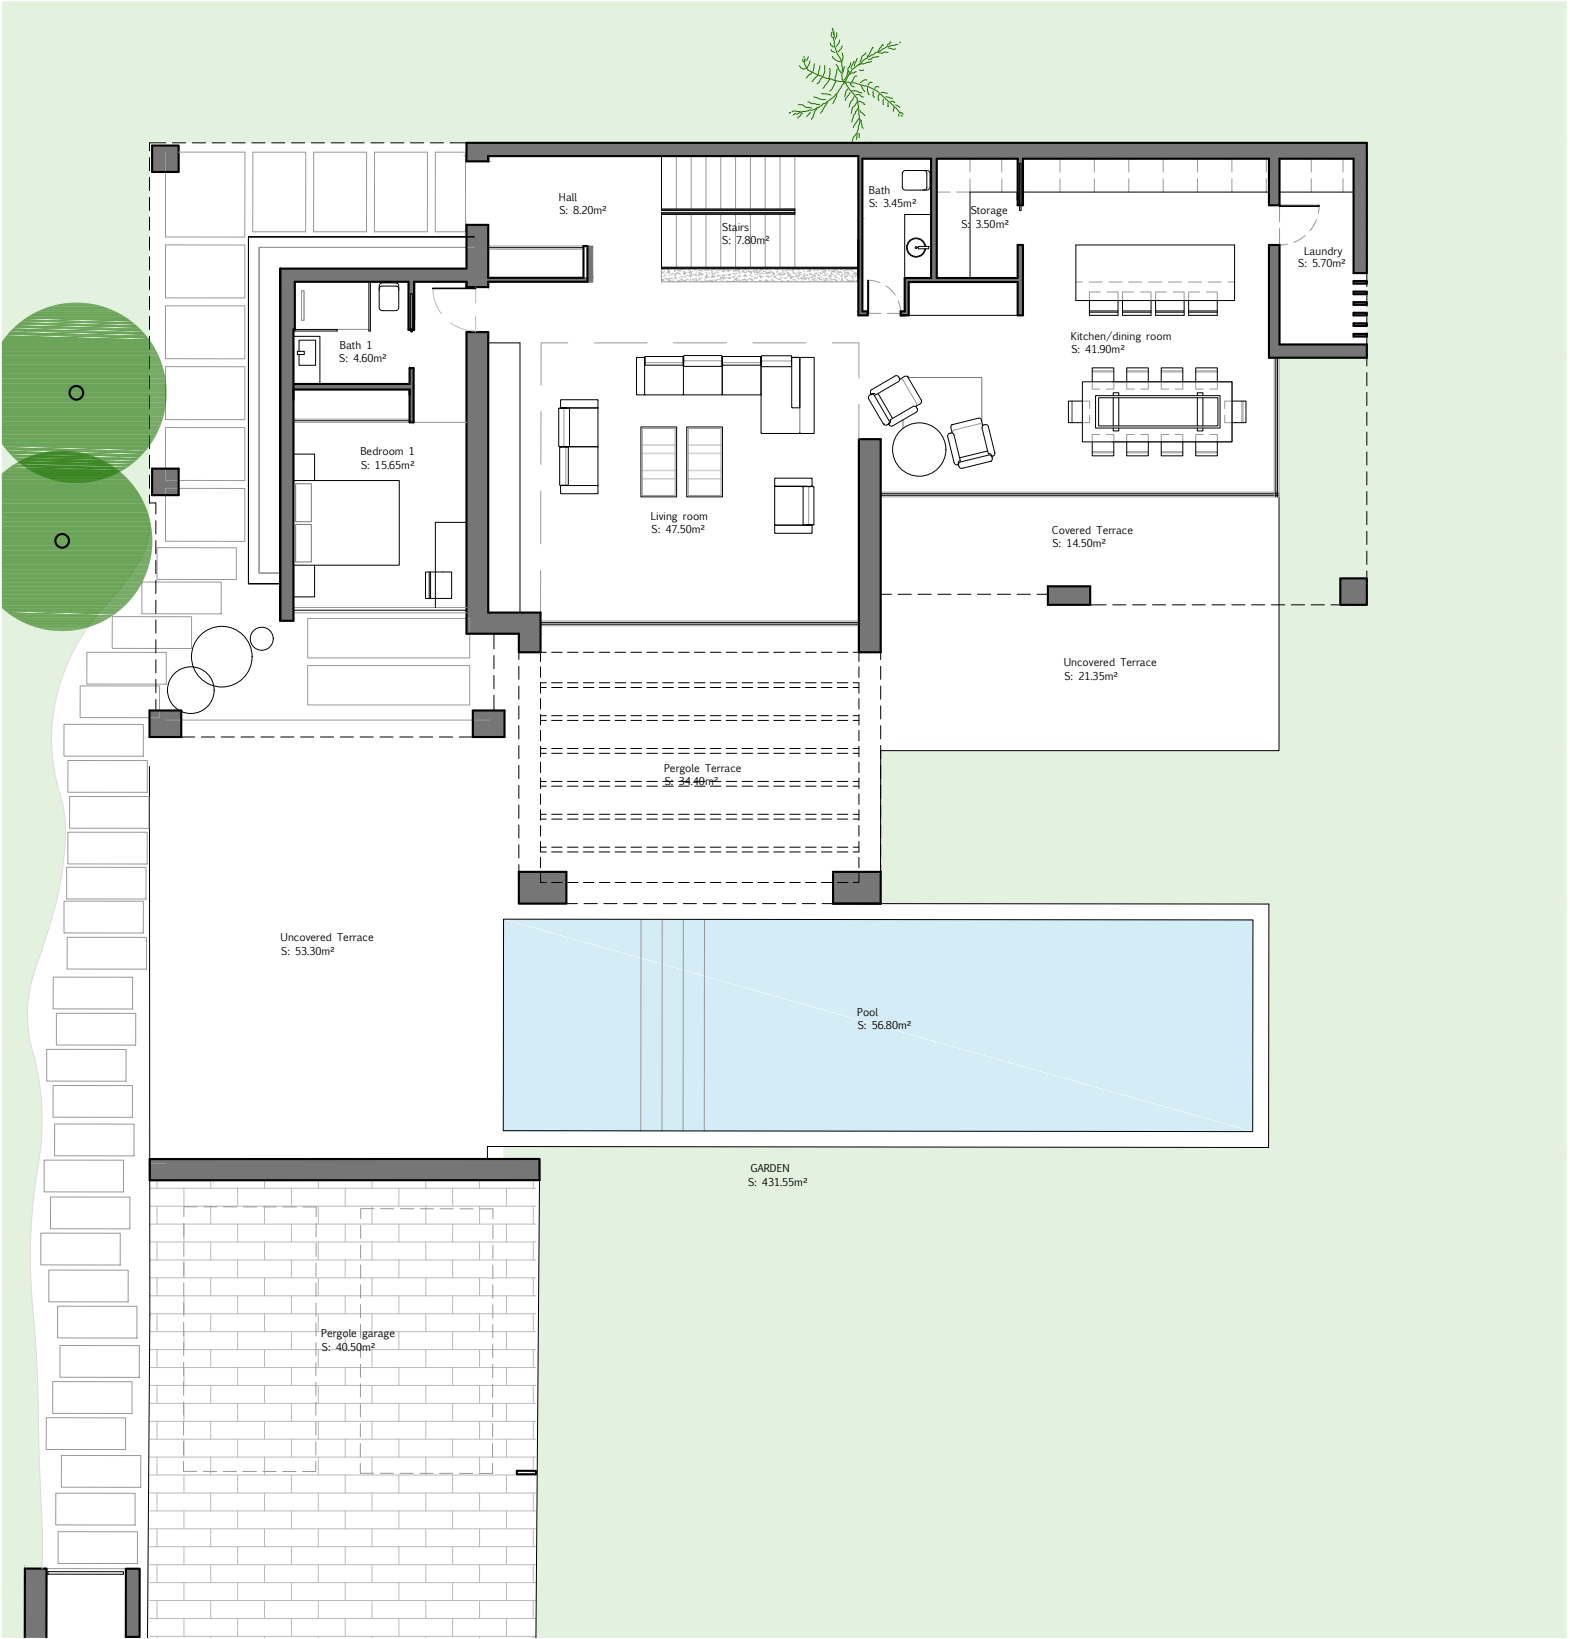 Hall
S: 8.20m²
Stairs
S: 7.80m²
Bath
S: 3.45m²
Storage
S: 3.50m²
Laundry
S: 5.70m²
Bath 1
S: 4.60m²
Kitchen/dining room
S: 41.90m²
Bedroom 1
S: 15.65m²
Living room
S: 47.50m²
Covered Terrace
S: 14.50m²
Uncovered Terrace
S: 21.35m²
Pergole Terrace
S: 34.40m²
Uncovered Terrace
S: 53.30m²
Pool
S: 56.80m²
GARDEN
S: 431.55m²
Pergole garage
S: 40.50m²